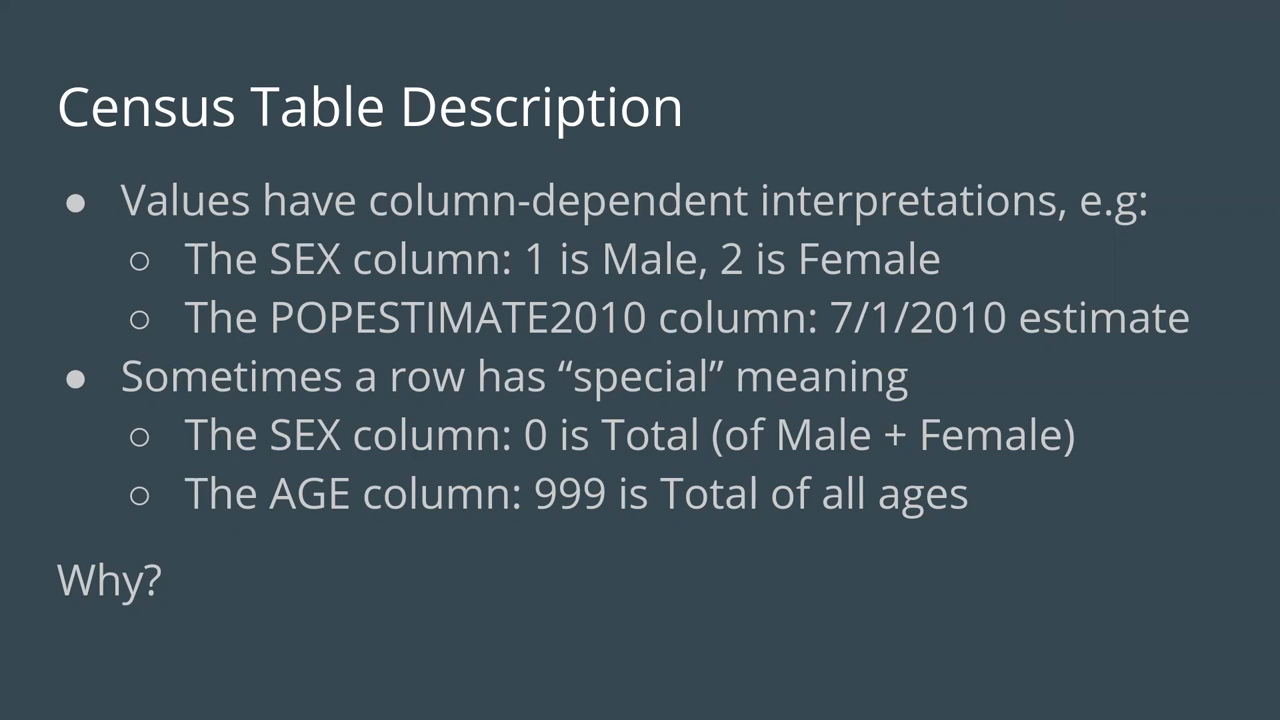 Census Table Description
● Values have column-dependent interpretations, e.g:
○ The SEX column: 1 is Male, 2 is Female
○ The POPESTIMATE2010 column: 7/1/2010 estimate
● Sometimes a row has “special” meaning
○ The SEX column: 0 is Total (of Male + Female)
○ The AGE column: 999 is Total of all ages
Why?